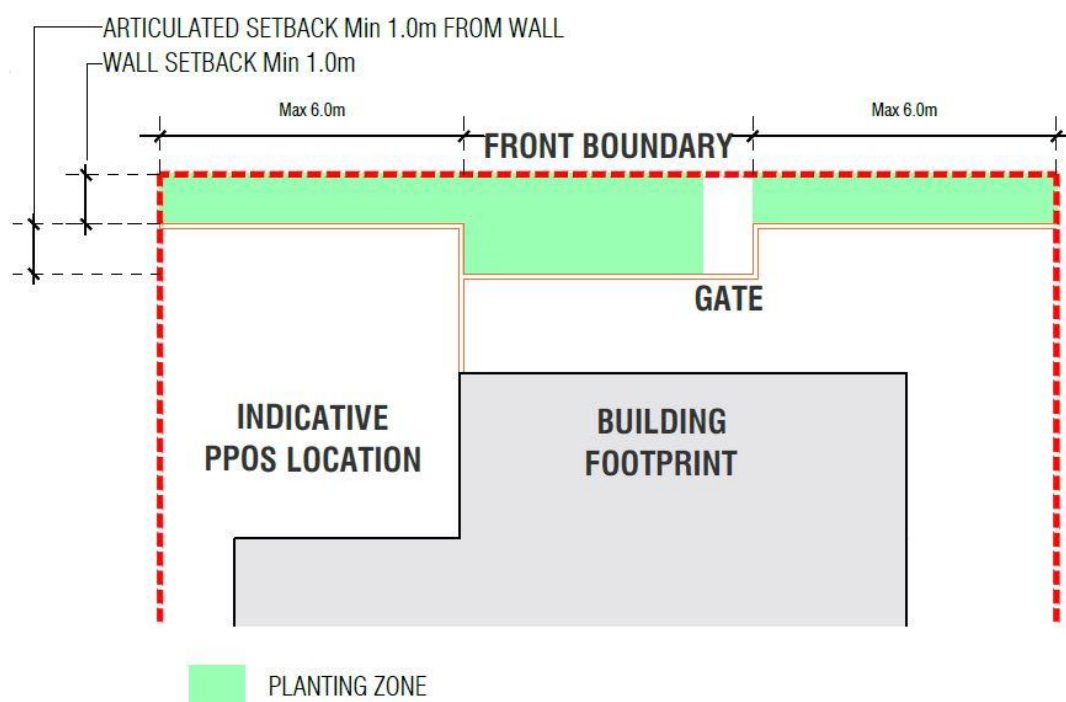 ARTICULATED SETBACK Min 1.0m FROM WALL
WALL SETBACK Min 1.0m
Max 6.0m
Max 6.0m
FRONT BOUNDARY
GATE
INDICATIVE
PPOS LOCATION
BUILDING
FOOTPRINT
PLANTING ZONE